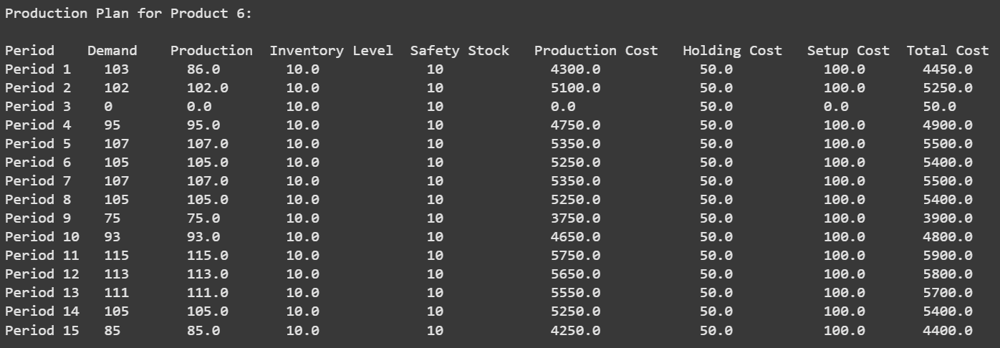 Production Plan for Product 6:
Period Demand Production Inventory Level Safety Stock Production Cost Holding Cost Setup Cost Total Cost
Period 1 103 86.0 10.0 10 4300.0 50.0 100.0 4450.0
Period 2 102 102.0 10.0 10 5100.0 50.0 100.0 5250.0
Period 3 0 0.0 10.0 10 0.0 50.0 0.0 50.0
Period 4 95 95.0 10.0 10 4750.0 50.0 100.0 4900.0
Period 5 107 107.0 10.0 10 5350.0 50.0 100.0 5500.0
Period 6 105 105.0 10.0 10 5250.0 50.0 100.0 5400.0
Period 7 107 107.0 10.0 10 5350.0 50.0 100.0 5500.0
Period 8 105 105.0 10.0 10 5250.0 50.0 100.0 5400.0
Period 9 75 75.0 10.0 10 3750.0 50.0 100.0 3900.0
Period 10 93 93.0 10.0 10 4650.0 50.0 100.0 4800.0
Period 11 115 115.0 10.0 10 5750.0 50.0 100.0 5900.0
Period 12 113 113.0 10.0 10 5650.0 50.0 100.0 5800.0
Period 13 111 111.0 10.0 10 5550.0 50.0 100.0 5700.0
Period 14 105 105.0 10.0 10 5250.0 50.0 100.0 5400.0
Period 15 85 85.0 10.0 10 4250.0 50.0 100.0 4400.0